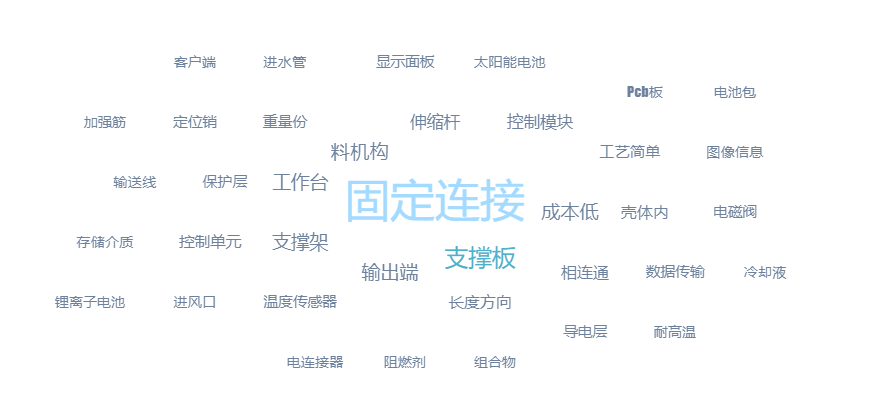 客户端 进水管 显示面板 太阳能电池
Pcb板 电池包
加强筋 定位销 重量份 伸缩杆 控制模块
料机构 工艺简单 图像信息
输送线 保护层 工作台
固定连接
成本低 壳体内 电磁阀
存储介质 控制单元 支撑架
支撑板
输出端 相连通 数据传输 冷却液
锂离子电池 进风口 温度传感器 长度方向
导电层 耐高温
电连接器 阻燃剂 组合物